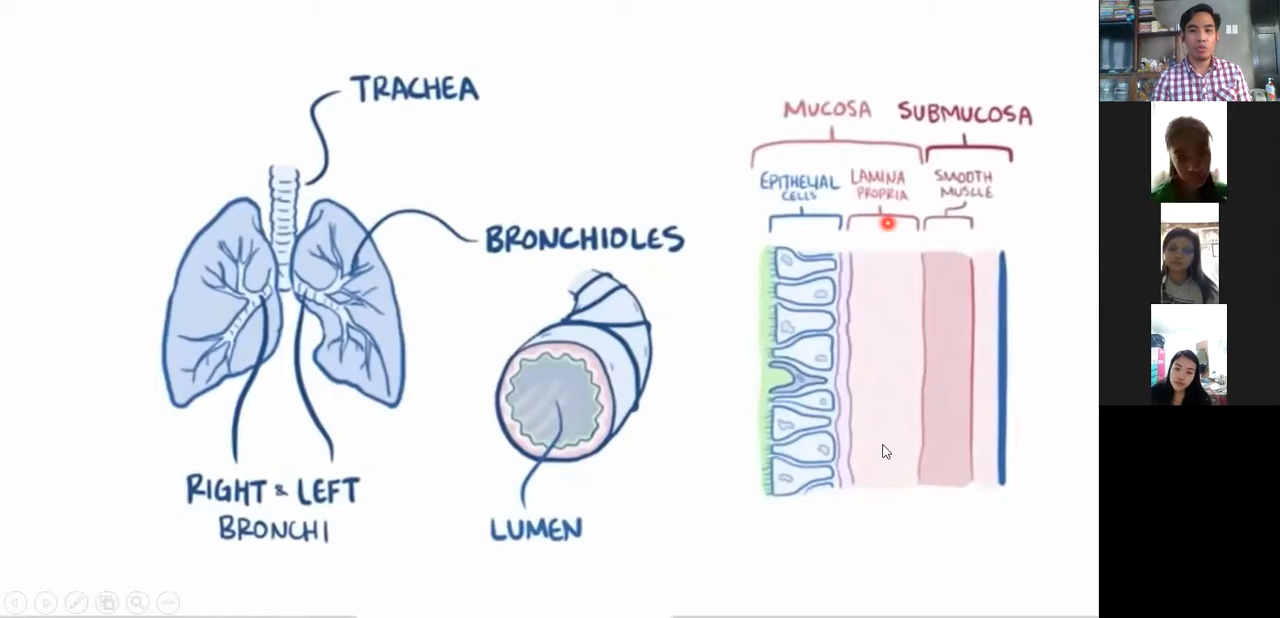 TRACHEA
BRONCHIOLES
RIGHT & LEFT
BRONCHI
LUMEN
MUCOSA
SUBMUCOSA
EPITHELIAL
CELLS
LAMINA
PROPRIA
SMOOTH
MUSCLE